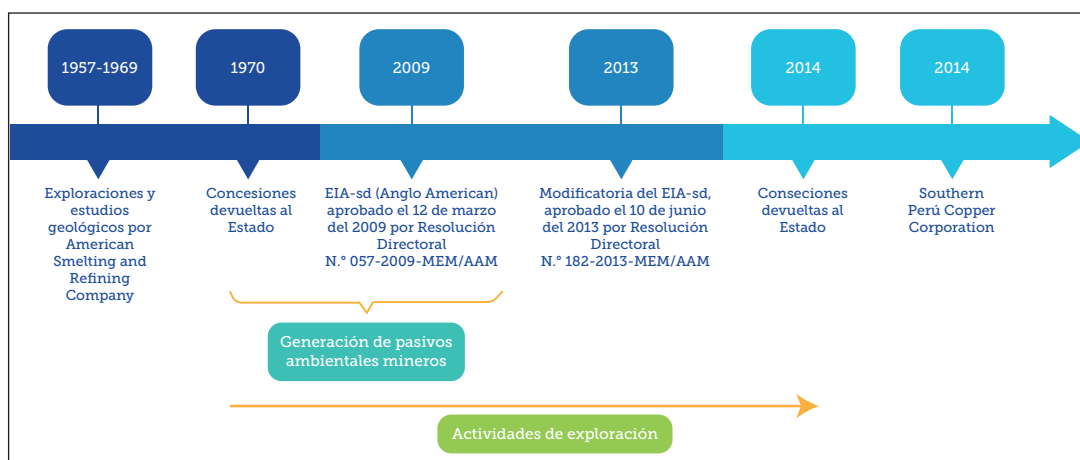 1957-1969
1970
2009
2013
2014
2014
Exploraciones y
estudios
geológicos por
American
Smelting and
Refining
Company
Concesiones
devueltas al
Estado
EIA-sd (Anglo American)
aprobado el 12 de marzo
del 2009 por Resolución
Directoral
N.° 057-2009-MEM/AAM
Modificatoria del EIA-sd,
aprobado el 10 de junio
del 2013 por Resolución
Directoral
N.° 182-2013-MEM/AAM
Conseciones
devueltas al
Estado
Southern
Perú Copper
Corporation
Generación de pasivos
ambientales mineros
Actividades de exploración